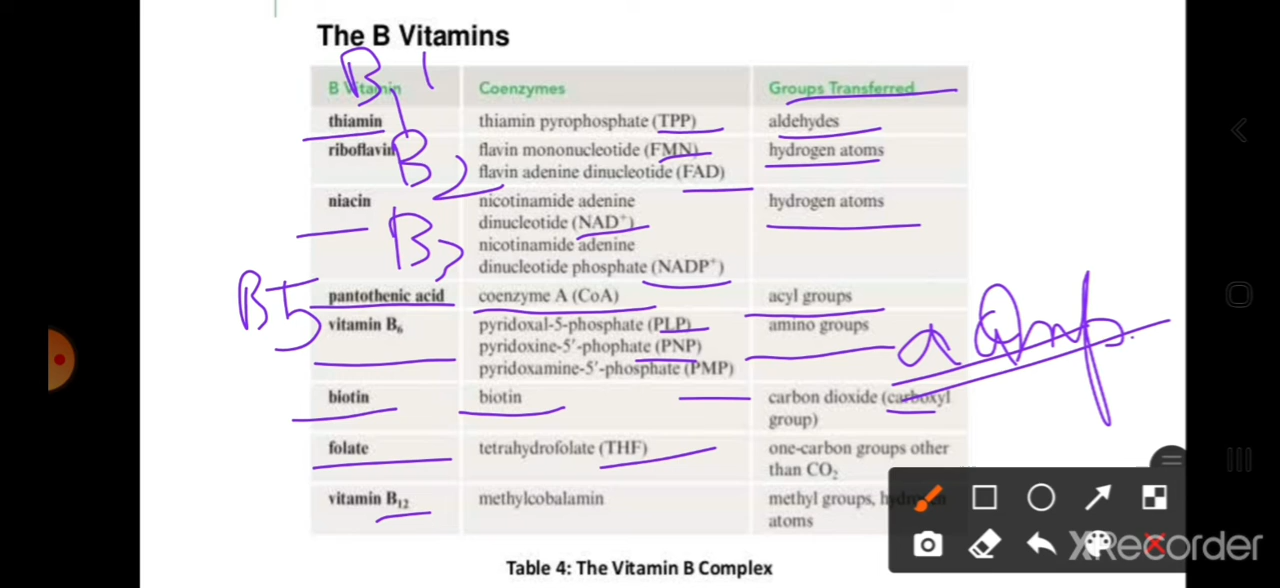 The B Vitamins
B, 1
B Vitamin Coenzymes Groups Transferred
thiamin thiamin pyrophosphate (TPP) aldehydes
riboflavin flavin mononucleotide (FMN) hydrogen atoms
B2 flavin adenine dinucleotide (FAD)
niacin nicotinamide adenine hydrogen atoms
dinucleotide (NAD⁺)
B3 nicotinamide adenine
dinucleotide phosphate (NADP⁺)
B5 pantothenic acid coenzyme A (CoA) acyl groups
vitamin B₆ pyridoxal-5-phosphate (PLP) amino groups
pyridoxine-5'-phophate (PNP)
pyridoxamine-5'-phosphate (PMP)
biotin biotin carbon dioxide (carboxyl
group)
folate tetrahydrofolate (THF) one-carbon groups other
than CO₂
vitamin B₁₂ methylcobalamin methyl groups, hydrogen
atoms
XRecorder
Table 4: The Vitamin B Complex